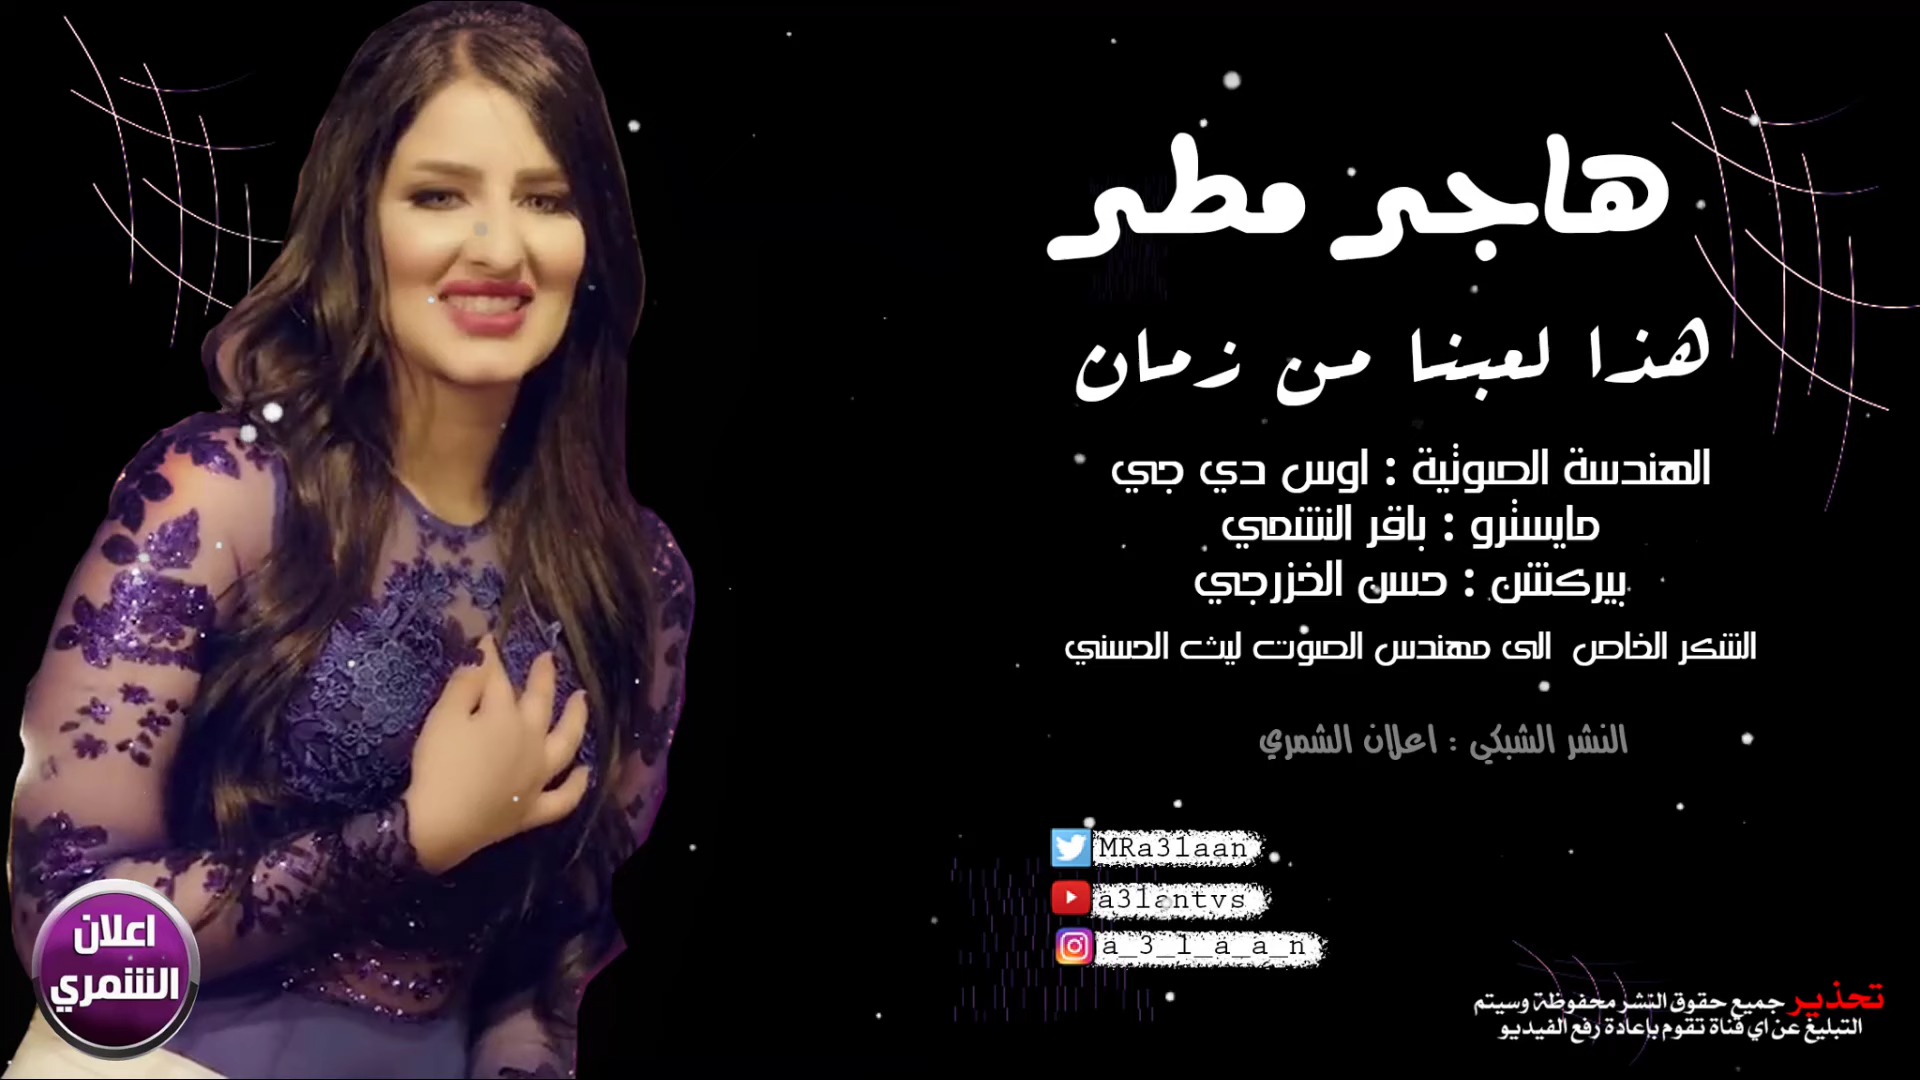 هاجر مطر
هذا لعبنا من زمان
الهندسة الصوتية : اوس دي جي
مايسترو : باقر النشمي
بيركشن : حسن الخزرجي
الشكر الخاص الى مهندس الصوت ليث الحسني
النشر الشبكي : اعلان الشمري
MRa3laan
a3lantvs
a_3_l_a_a_n
اعلان
الشمري
تحذير جميع حقوق النشر محفوظة وسيتم
التبليغ عن اي قناة تقوم بإعادة رفع الفيديو